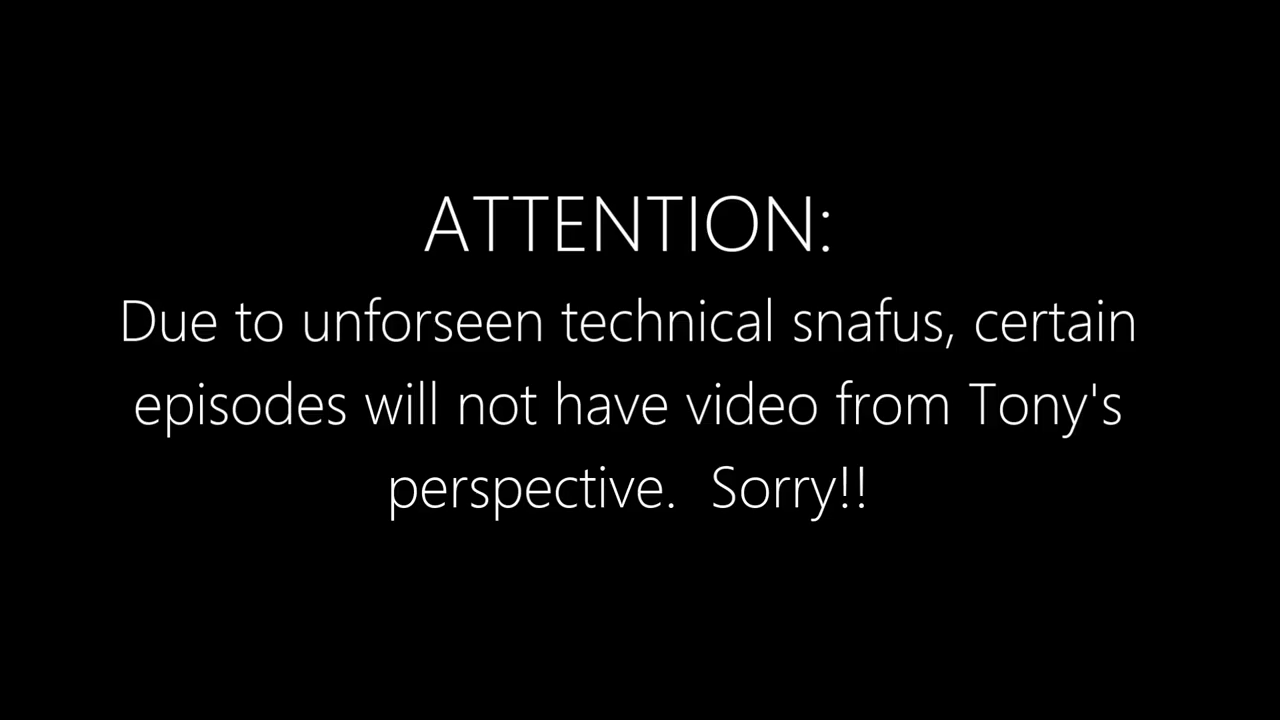 ATTENTION:
Due to unforseen technical snafus, certain
episodes will not have video from Tony's
perspective.  Sorry!!